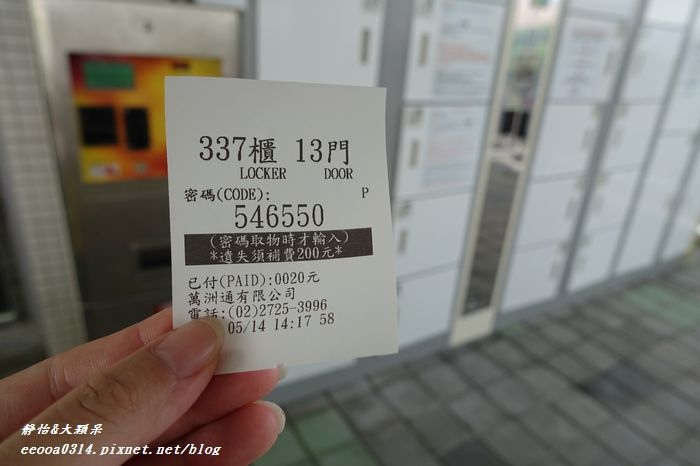 337櫃 13門
LOCKER DOOR
密碼(CODE): P
546550
(密碼取物時才輸入)
*遺失須補費200元*
已付(PAID):0020元
萬洲通有限公司
電話:(02)2725-3996
05/14 14:17 58
靜怡&大顆呆
eeooa0314.pixnet.net/blog